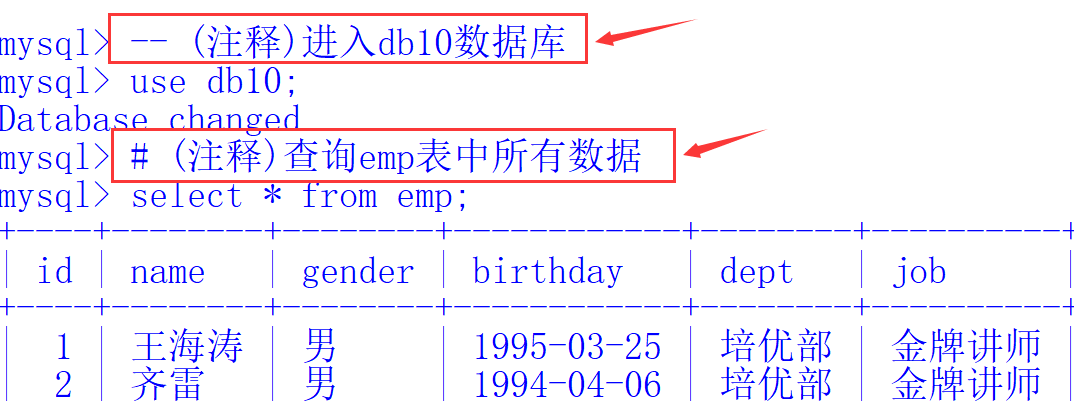 mysql> -- (注释)进入db10数据库
mysql> use db10;
Database changed
mysql> # (注释)查询emp表中所有数据
mysql> select * from emp;
+----+--------+--------+------------+--------+----------+
| id | name | gender | birthday | dept | job |
+----+--------+--------+------------+--------+----------+
| 1 | 王海涛 | 男 | 1995-03-25 | 培优部 | 金牌讲师
| 2 | 齐雷 | 男 | 1994-04-06 | 培优部 | 金牌讲师